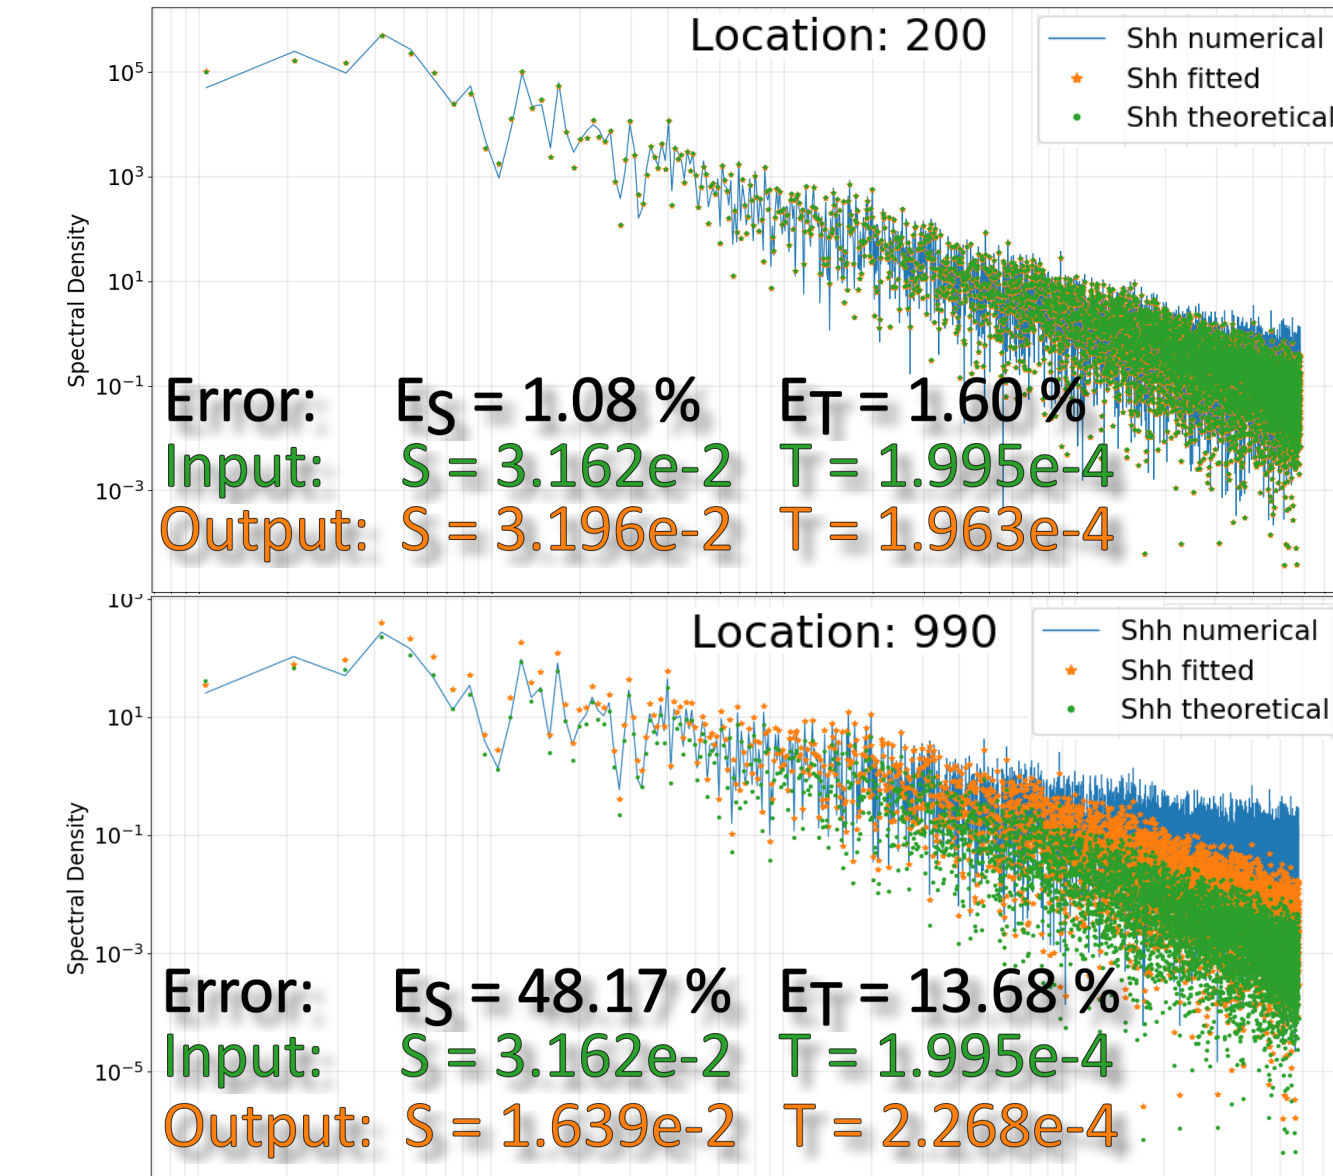 Location: 200
Shh numerical
Shh fitted
Shh theoretical
10^5
10^3
10^1
10^-1
10^-3
Spectral Density
Error: E_S = 1.08 % E_T = 1.60 %
Input: S = 3.162e-2 T = 1.995e-4
Output: S = 3.196e-2 T = 1.963e-4
Location: 990
Shh numerical
Shh fitted
Shh theoretical
10^1
10^-1
10^-3
10^-5
Spectral Density
Error: E_S = 48.17 % E_T = 13.68 %
Input: S = 3.162e-2 T = 1.995e-4
Output: S = 1.639e-2 T = 2.268e-4